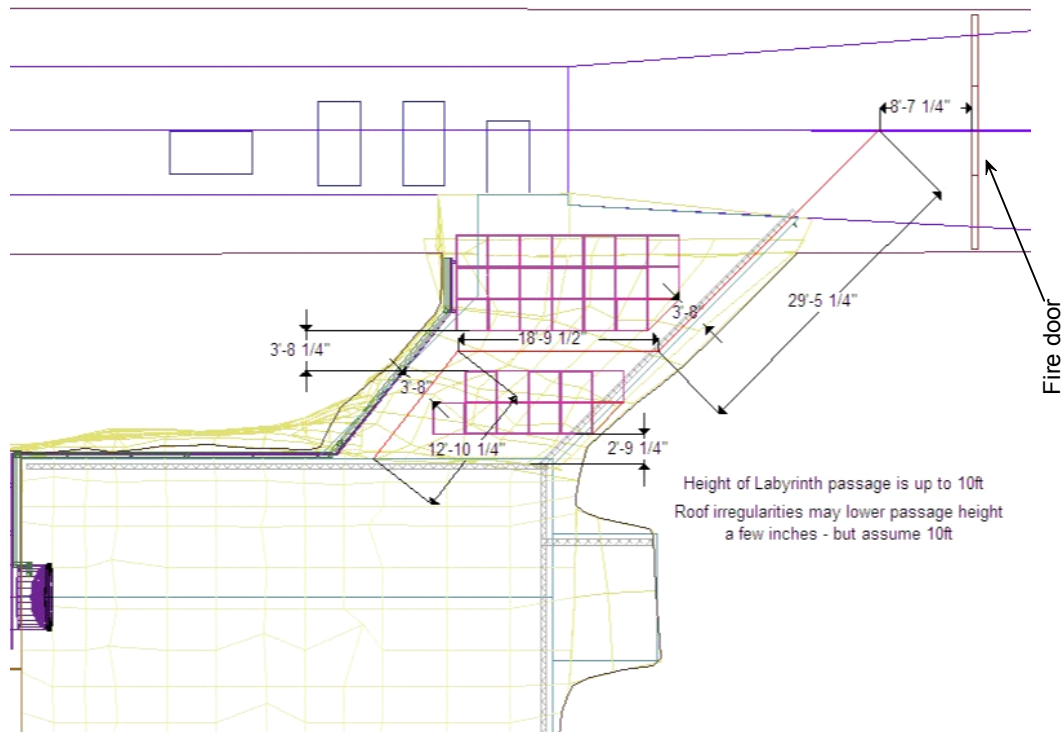 8'-7 1/4"
Fire door
29'-5 1/4"
3'-8"
18'-9 1/2"
3'-8 1/4"
3'-8"
12'-10 1/4"
2'-9 1/4"
Height of Labyrinth passage is up to 10ft
Roof irregularities may lower passage height
a few inches - but assume 10ft